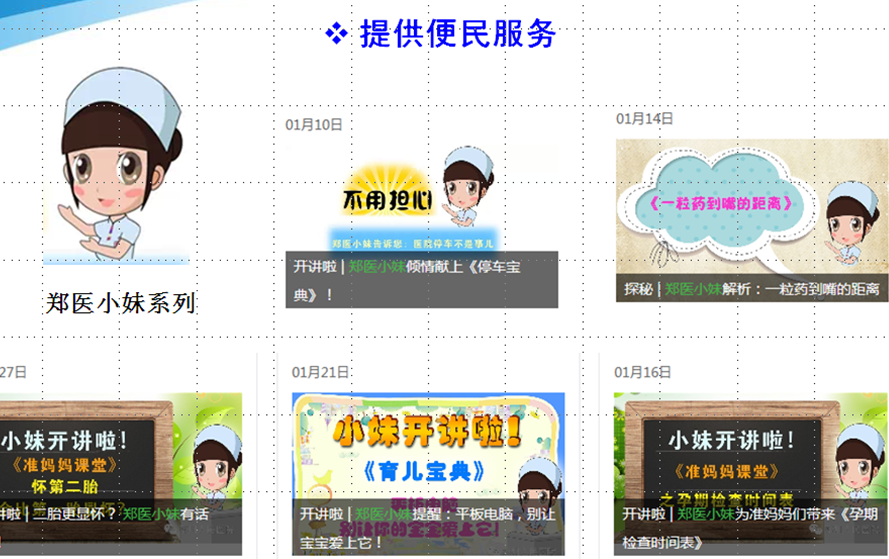 ❖ 提供便民服务
郑医小妹系列
01月10日
不用担心
郑医小妹告诉您：医院停车不是事儿
开讲啦 | 郑医小妹倾情献上《停车宝
典》！
01月14日
《一粒药到嘴的距离》
探秘 | 郑医小妹解析：一粒药到嘴的距离
27日
小妹开讲啦!
《准妈妈课堂》
怀第二胎
讲啦 | 二胎更显怀？郑医小妹有话
01月21日
小妹开讲啦!
《育儿宝典》
平板电脑
别让你的宝宝爱上它!
开讲啦 | 郑医小妹提醒：平板电脑，别让
宝宝爱上它！
01月16日
小妹开讲啦!
《准妈妈课堂》
之孕期检查时间表
开讲啦 | 郑医小妹为准妈妈们带来《孕期
检查时间表》